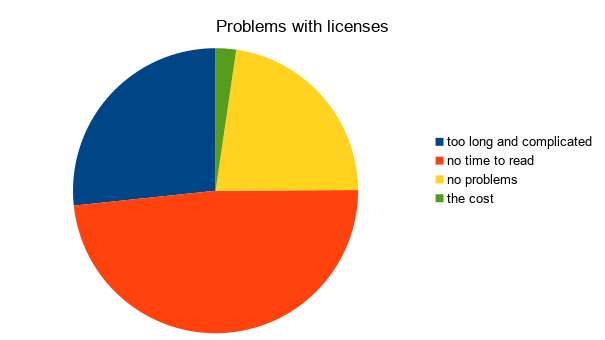 Problems with licenses
too long and complicated
no time to read
no problems
the cost